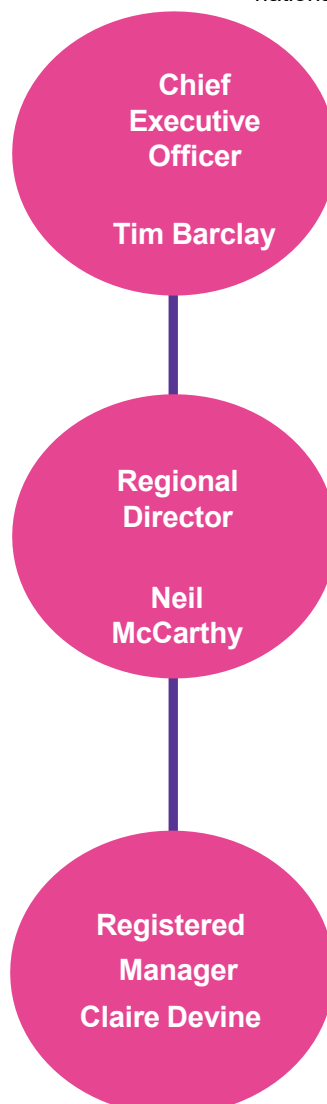 Chief
Executive
Officer
Tim Barclay
Regional
Director
Neil
McCarthy
Registered
Manager
Claire Devine